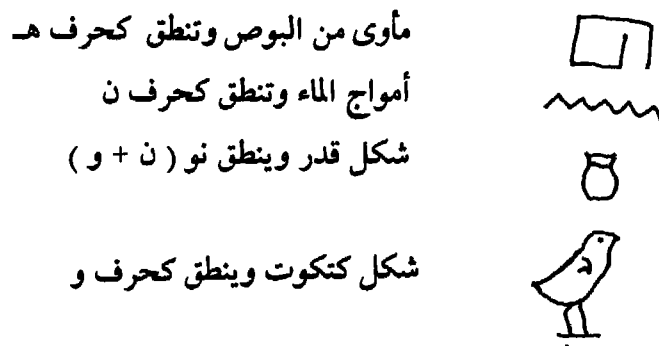 مأوى من البوص وتنطق كحرف هـ
أمواج الماء وتنطق كحرف ن
شكل قدر وينطق نو ( ن + و )
شكل كتكوت وينطق كحرف و